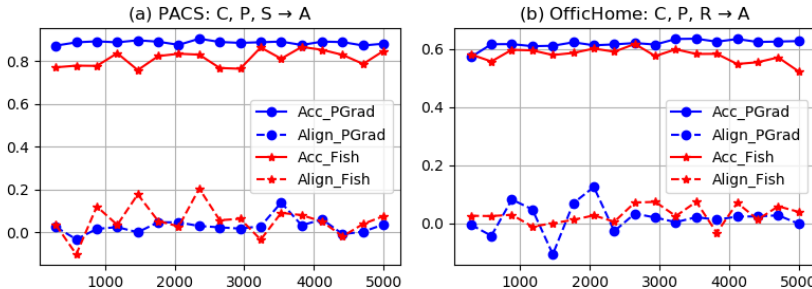 (a) PACS: C, P, S → A
0.8
0.6
0.4
0.2
0.0
Acc_PGrad
Align_PGrad
Acc_Fish
Align_Fish
1000 2000 3000 4000 5000
(b) OfficHome: C, P, R → A
0.6
0.4
0.2
0.0
Acc_PGrad
Align_PGrad
Acc_Fish
Align_Fish
1000 2000 3000 4000 5000